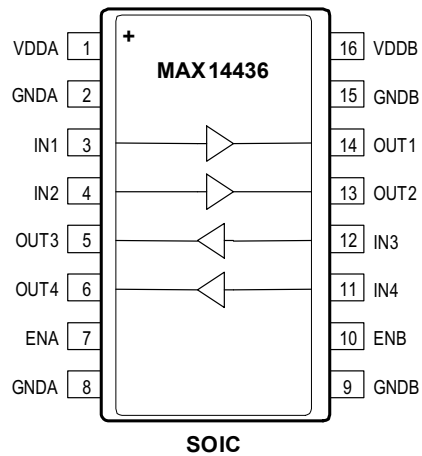 VDDA 1 + 16 VDDB
MAX14436
GNDA 2 15 GNDB
IN1 3 14 OUT1
IN2 4 13 OUT2
OUT3 5 12 IN3
OUT4 6 11 IN4
ENA 7 10 ENB
GNDA 8 9 GNDB
SOIC